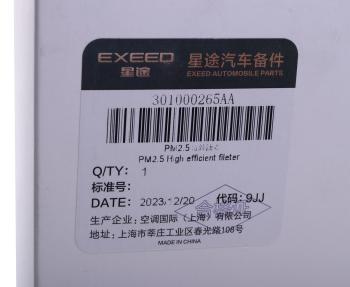 EXEED 星途汽车备件
星途 EXEED AUTOMOBILE PARTS
301000265AA
PM2.5
PM2.5 High efficient fileter
Q/TY: 1
标准号:
DATE: 2023/12/20 代码: 9JJ
生产企业: 空调国际（上海）有限公司
地址: 上海市莘庄工业区春光路108号
MADE IN CHINA